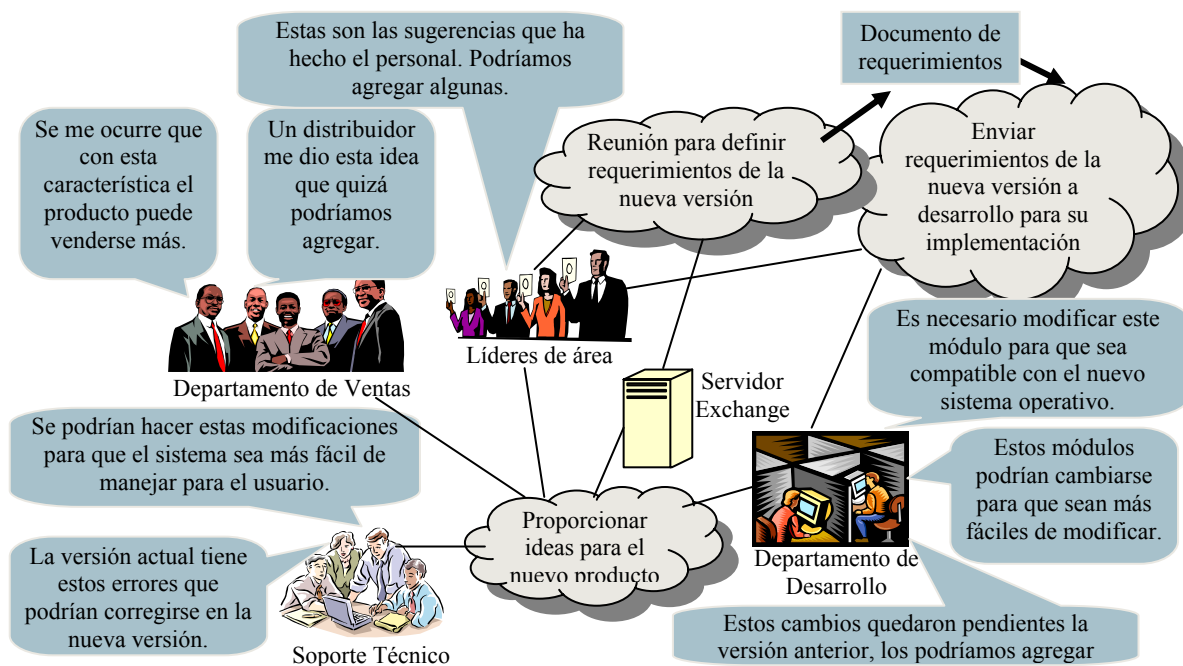 Estas son las sugerencias que ha
hecho el personal. Podríamos
agregar algunas.
Documento de
requerimientos
Se me ocurre que
con esta
característica el
producto puede
venderse más.
Un distribuidor
me dio esta idea
que quizá
podríamos
agregar.
Reunión para definir
requerimientos de la
nueva versión
Enviar
requerimientos de la
nueva versión a
desarrollo para su
implementación
Líderes de área
Departamento de Ventas
Servidor
Exchange
Es necesario modificar este
módulo para que sea
compatible con el nuevo
sistema operativo.
Se podrían hacer estas modificaciones
para que el sistema sea más fácil de
manejar para el usuario.
Estos módulos
podrían cambiarse
para que sean más
fáciles de modificar.
Proporcionar
ideas para el
nuevo producto
La versión actual tiene
estos errores que
podrían corregirse en la
nueva versión.
Departamento de
Desarrollo
Soporte Técnico
Estos cambios quedaron pendientes la
versión anterior, los podríamos agregar